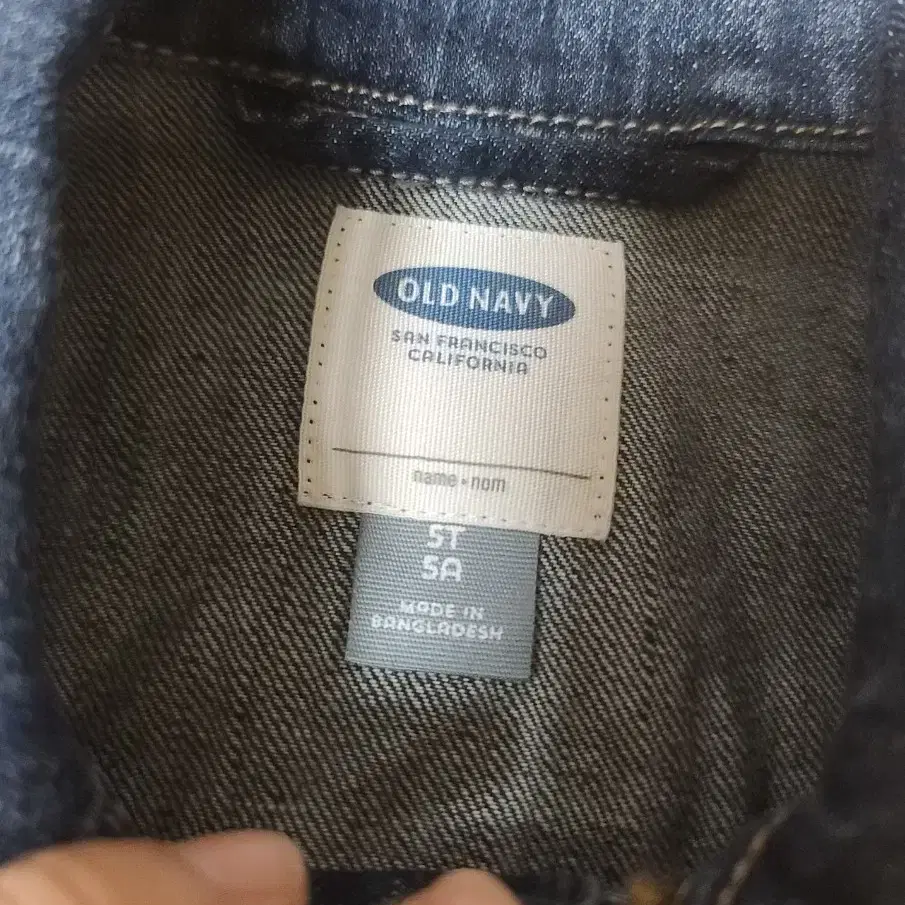 OLD NAVY
SAN FRANCISCO
CALIFORNIA
name • nom
5T
5A
MADE IN
BANGLADESH